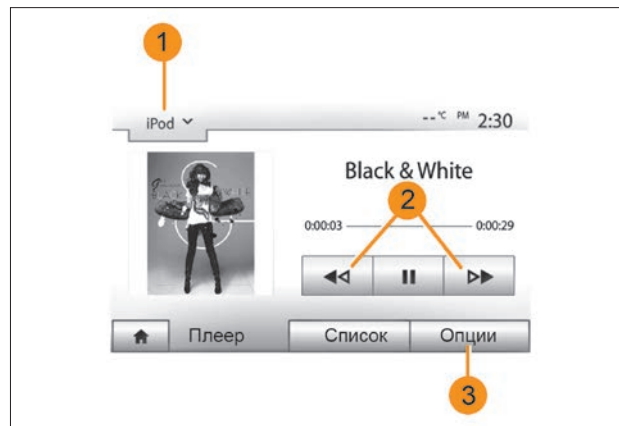 1
iPod
--°C PM 2:30
Black & White
2
0:00:03 0:00:29
Плеер Список Опции
3